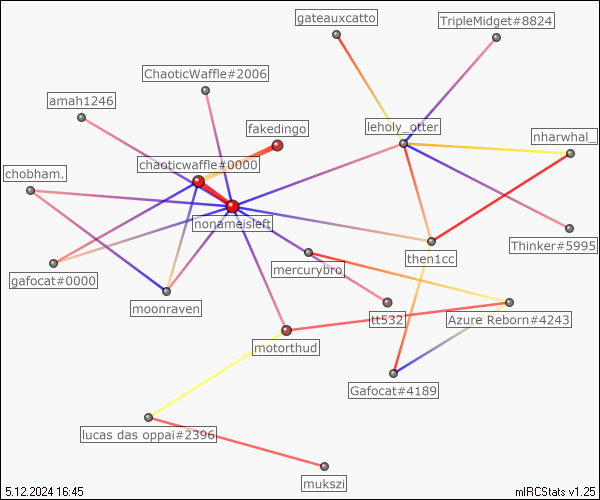 gateauxcatto
TripleMidget#8824
ChaoticWaffle#2006
amah1246
fakedingo
leholy_otter
nharwhal_
chaoticwaffle#0000
chobham.
nonameisleft
Thinker#5995
then1cc
mercurybro
gafocat#0000
moonraven
tt532
Azure Reborn#4243
motorthud
Gafocat#4189
lucas das oppai#2396
mukszi
5.12.2024 16:45
mIRCStats v1.25